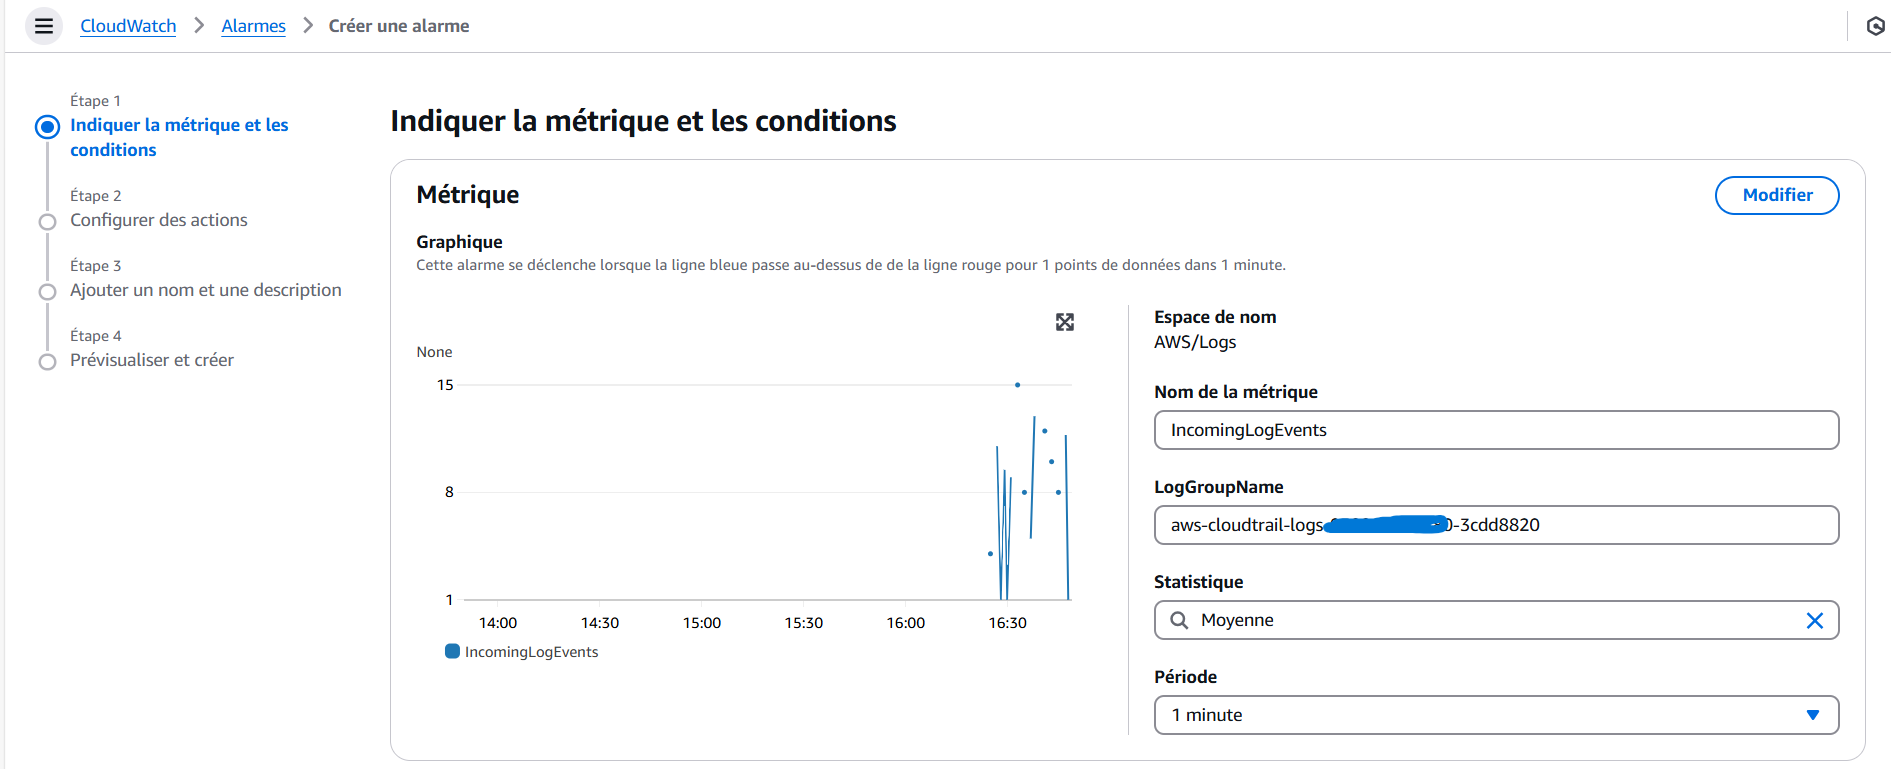 CloudWatch > Alarmes > Créer une alarme
Étape 1
Indiquer la métrique et les
conditions
Étape 2
Configurer des actions
Étape 3
Ajouter un nom et une description
Étape 4
Prévisualiser et créer
Indiquer la métrique et les conditions
Métrique
Modifier
Graphique
Cette alarme se déclenche lorsque la ligne bleue passe au-dessus de de la ligne rouge pour 1 points de données dans 1 minute.
None
15
8
1
14:00 14:30 15:00 15:30 16:00 16:30
IncomingLogEvents
Espace de nom
AWS/Logs
Nom de la métrique
IncomingLogEvents
LogGroupName
aws-cloudtrail-logs- 0-3cdd8820
Statistique
Moyenne
Période
1 minute